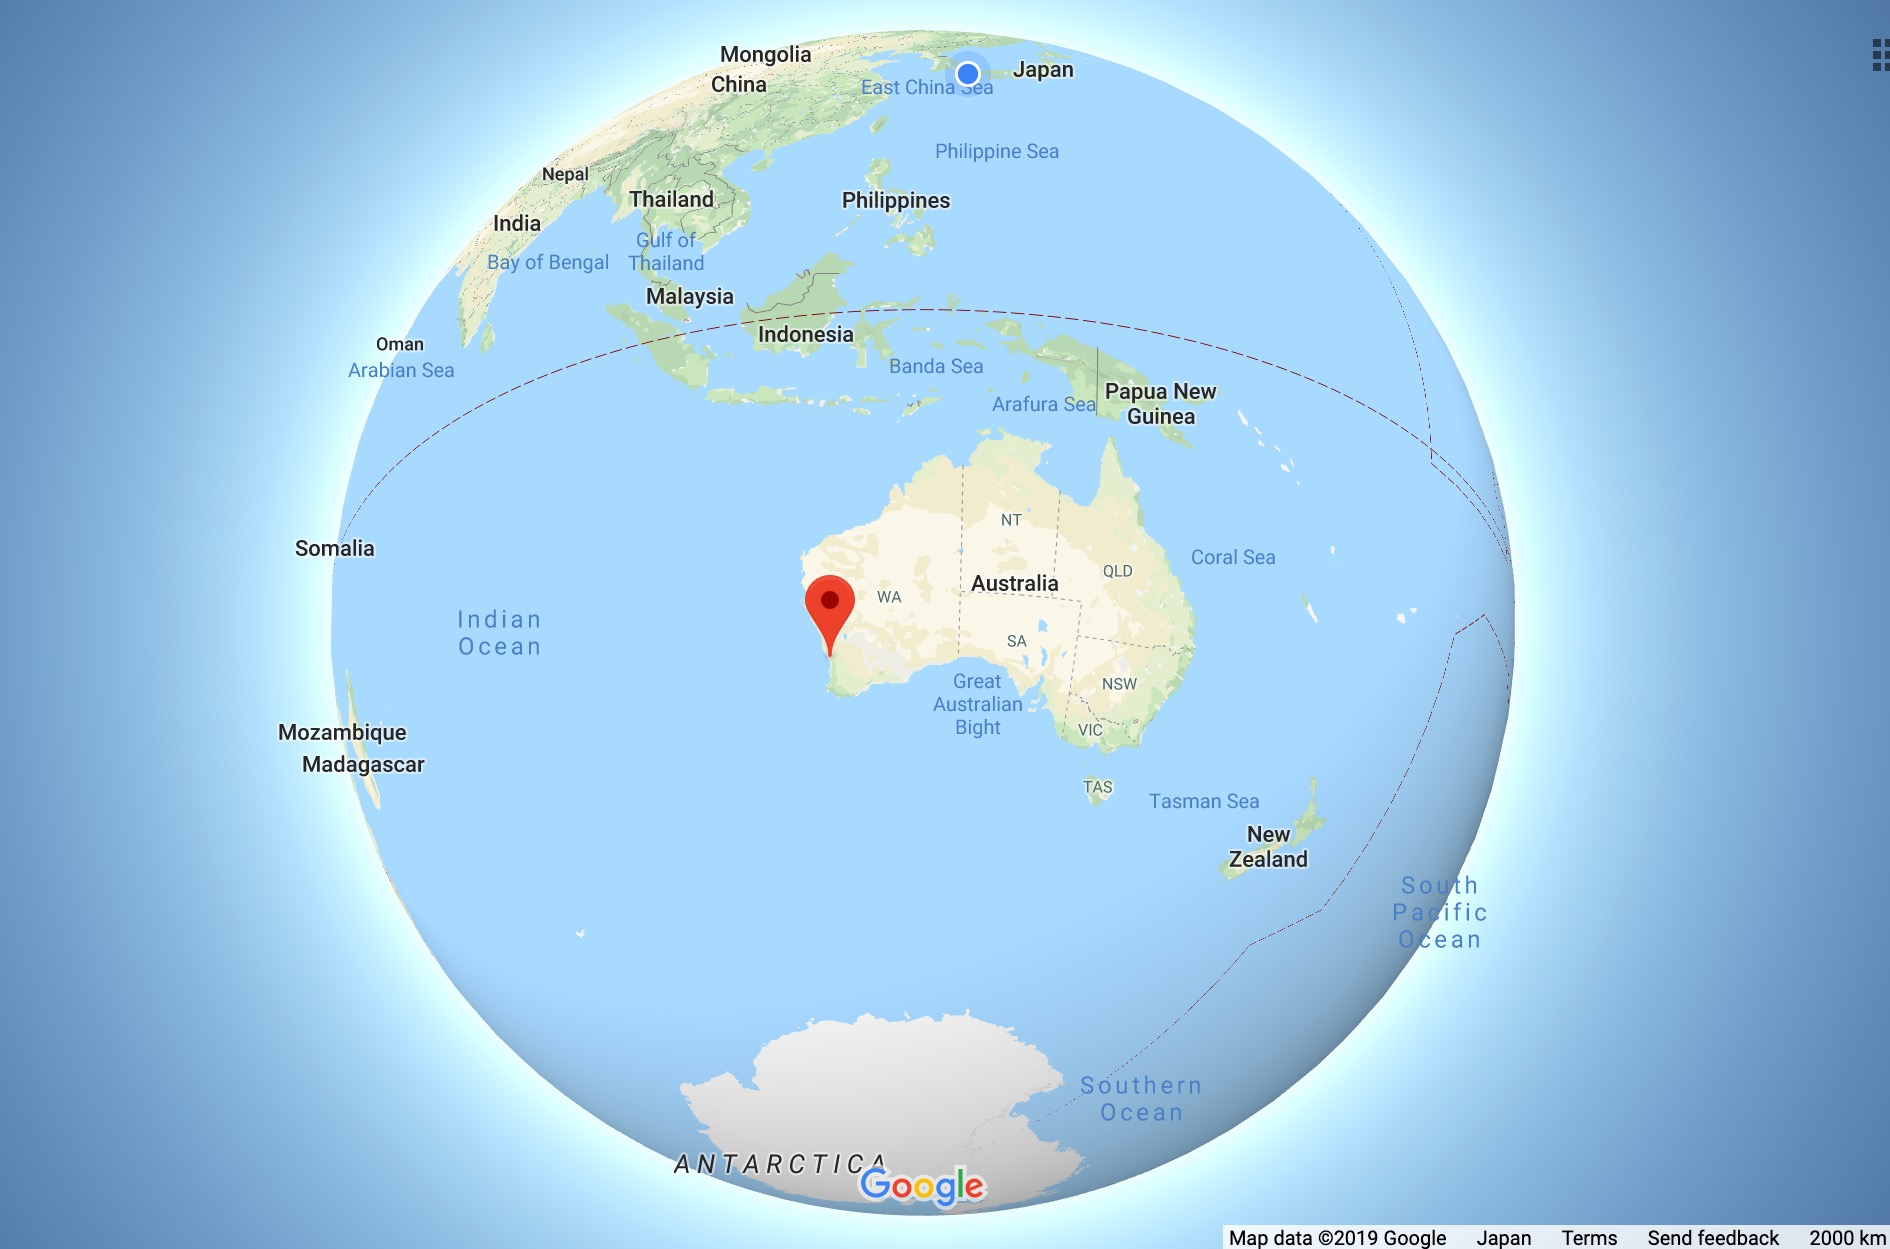 Mongolia
Japan
China
East China Sea
Philippine Sea
Nepal
Thailand
Philippines
India
Gulf of
Thailand
Bay of Bengal
Malaysia
Indonesia
Oman
Arabian Sea
Banda Sea
Papua New
Guinea
Arafura Sea
NT
Somalia
Coral Sea
QLD
Australia
WA
Indian
Ocean
SA
Great
Australian
Bight
NSW
VIC
Mozambique
Madagascar
TAS
Tasman Sea
New
Zealand
South
Pacific
Ocean
Southern
Ocean
ANTARCTICA
Google
Map data ©2019 Google Japan Terms Send feedback 2000 km